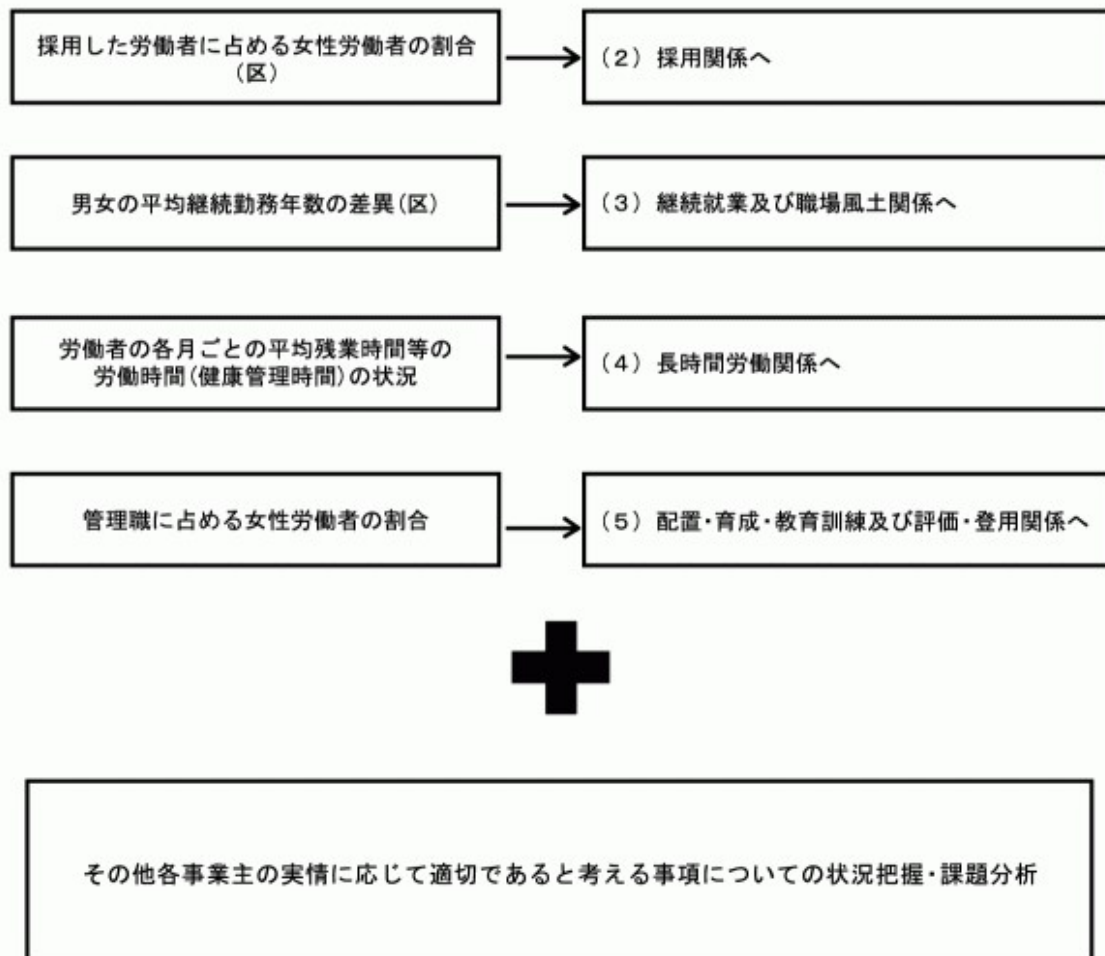 採用した労働者に占める女性労働者の割合
(区)
(2) 採用関係へ
男女の平均継続勤務年数の差異(区)
(3) 継続就業及び職場風土関係へ
労働者の各月ごとの平均残業時間等の
労働時間(健康管理時間)の状況
(4) 長時間労働関係へ
管理職に占める女性労働者の割合
(5) 配置・育成・教育訓練及び評価・登用関係へ
その他各事業主の実情に応じて適切であると考える事項についての状況把握・課題分析